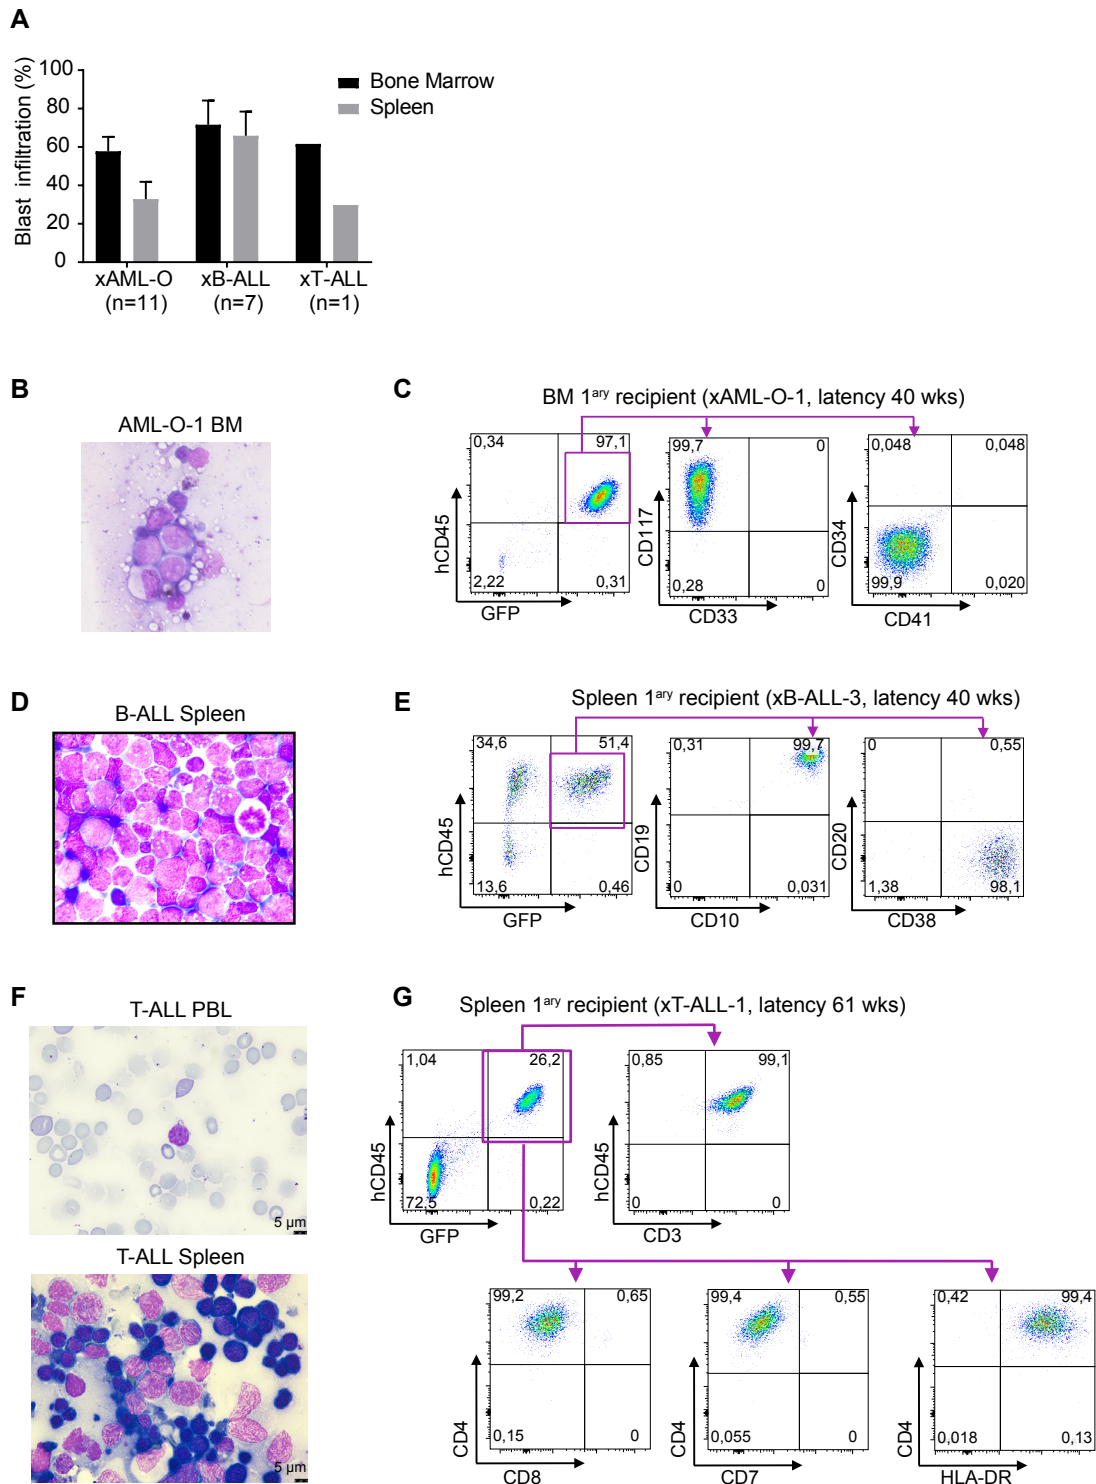 A
Blast infiltration (%)
100
80
60
40
20
0
Bone Marrow
Spleen
xAML-O
(n=11)
xB-ALL
(n=7)
xT-ALL
(n=1)
B
AML-O-1 BM
C
BM 1ary recipient (xAML-O-1, latency 40 wks)
0,34
97,1
2,22
0,31
hCD45
GFP
99,7
0
0,28
0
CD117
CD33
0,048
0,048
99,9
0,020
CD34
CD41
D
B-ALL Spleen
E
Spleen 1ary recipient (xB-ALL-3, latency 40 wks)
34,6
51,4
13,6
0,46
hCD45
GFP
0,31
99,7
0
0,031
CD19
CD10
0
0,55
1,38
98,1
CD20
CD38
F
T-ALL PBL
5 µm
T-ALL Spleen
5 µm
G
Spleen 1ary recipient (xT-ALL-1, latency 61 wks)
1,04
26,2
72,5
0,22
hCD45
GFP
0,85
99,1
0
0
hCD45
CD3
99,2
0,65
0,15
0
CD4
CD8
99,4
0,55
0,055
0
CD4
CD7
0,42
99,4
0,018
0,13
CD4
HLA-DR